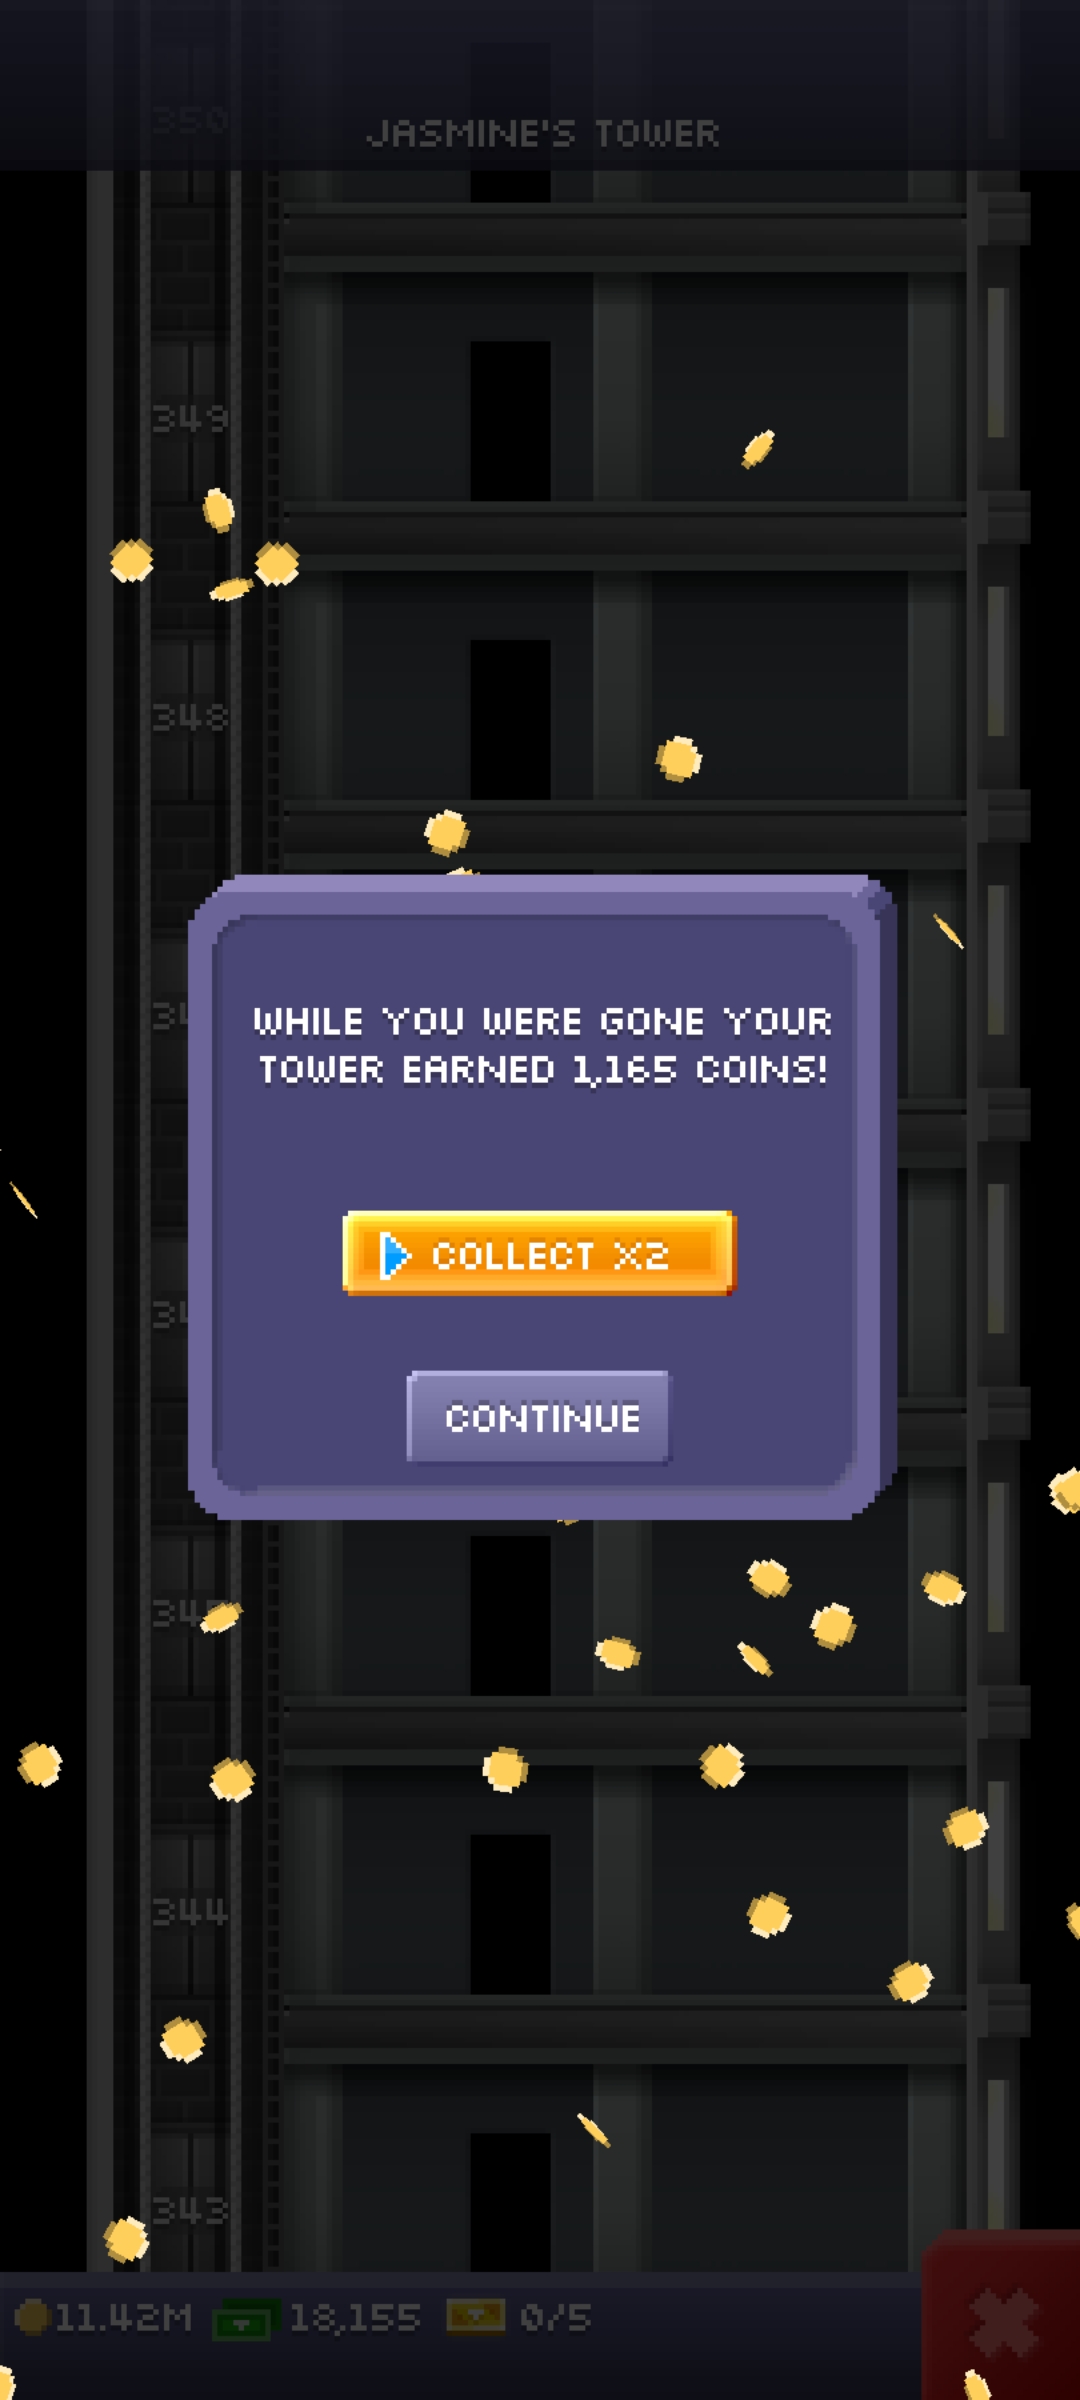 350
JASMINE'S TOWER
349
348
WHILE YOU WERE GONE YOUR
TOWER EARNED 1,165 COINS!
COLLECT X2
CONTINUE
344
343
11.42M 18,155 0/5